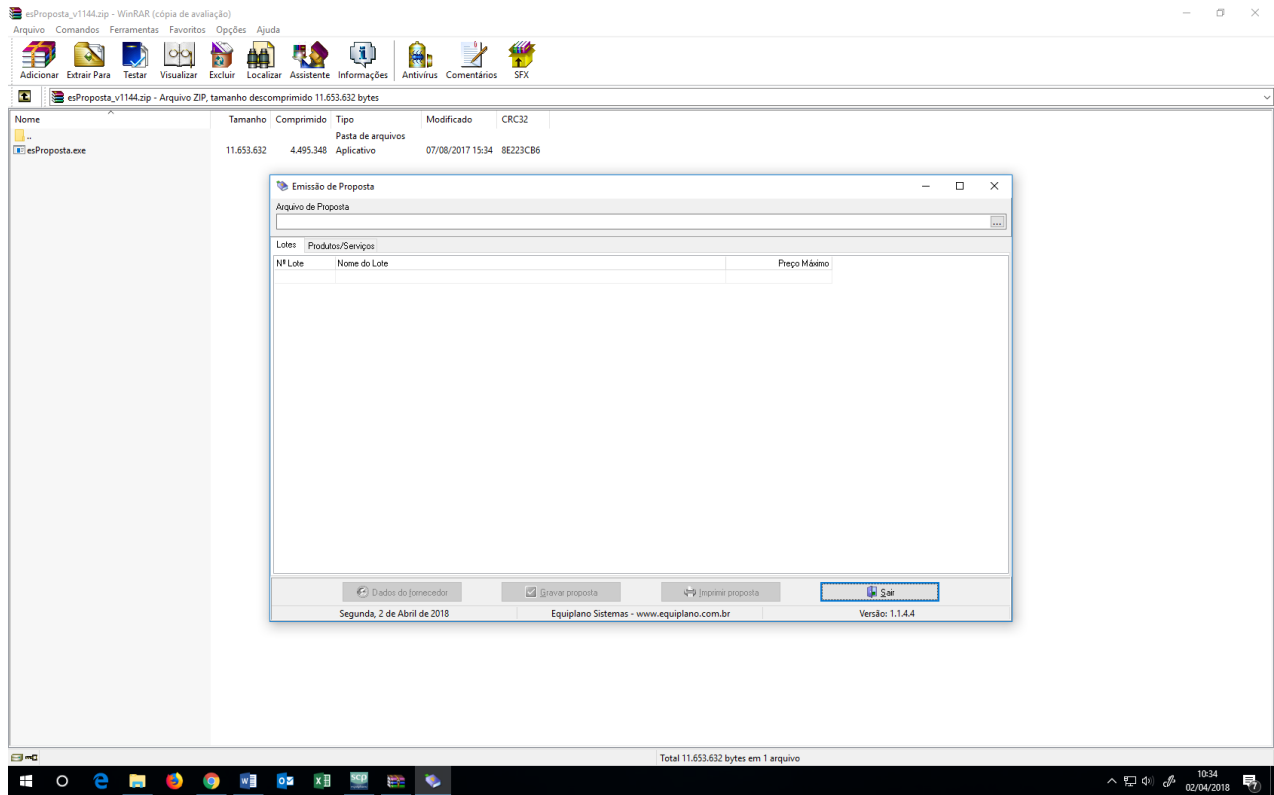 esProposta_v1144.zip - WinRAR (cópia de avaliação)
Arquivo Comandos Ferramentas Favoritos Opções Ajuda
Adicionar Extrair Para Testar Visualizar Excluir Localizar Assistente Informações Antivírus Comentários SFX
esProposta_v1144.zip - Arquivo ZIP, tamanho descomprimido 11.653.632 bytes
Nome Tamanho Comprimido Tipo Modificado CRC32
.. Pasta de arquivos
esProposta.exe 11.653.632 4.495.348 Aplicativo 07/08/2017 15:34 8E223CB6
Emissão de Proposta
Arquivo de Proposta
...
Lotes Produtos/Serviços
Nº Lote Nome do Lote Preço Máximo
Dados do fornecedor Gravar proposta Imprimir proposta Sair
Segunda, 2 de Abril de 2018 Equiplano Sistemas - www.equiplano.com.br Versão: 1.1.4.4
Total 11.653.632 bytes em 1 arquivo
scp
10:34
02/04/2018
7